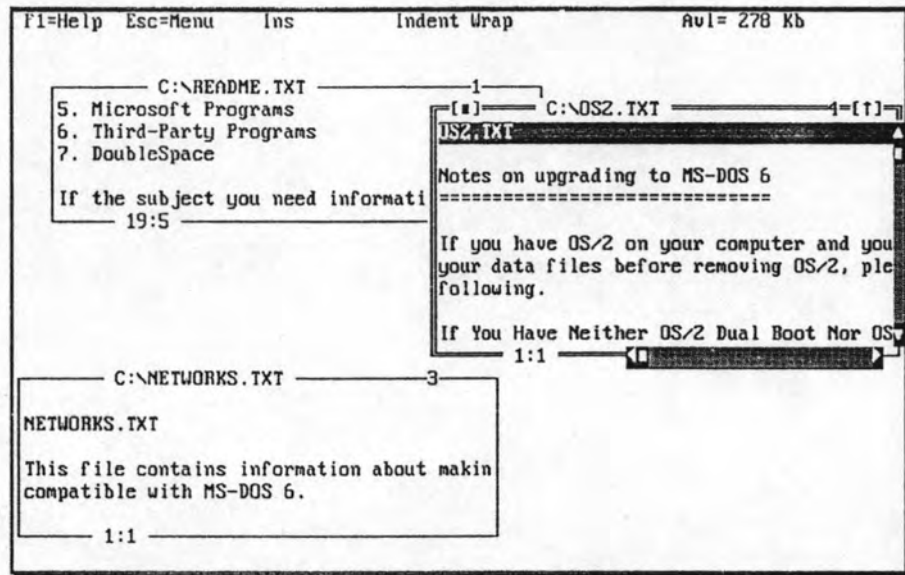 F1=Help Esc=Menu Ins Indent Wrap Avl= 278 Kb
C:\README.TXT 1
5. Microsoft Programs
6. Third-Party Programs
7. DoubleSpace
If the subject you need informati
19:5
[■] C:\OS2.TXT 4=[↑]
OS2.TXT
Notes on upgrading to MS-DOS 6
==============================
If you have OS/2 on your computer and you
your data files before removing OS/2, ple
following.
If You Have Neither OS/2 Dual Boot Nor OS
1:1
C:\NETWORKS.TXT 3
NETWORKS.TXT
This file contains information about makin
compatible with MS-DOS 6.
1:1